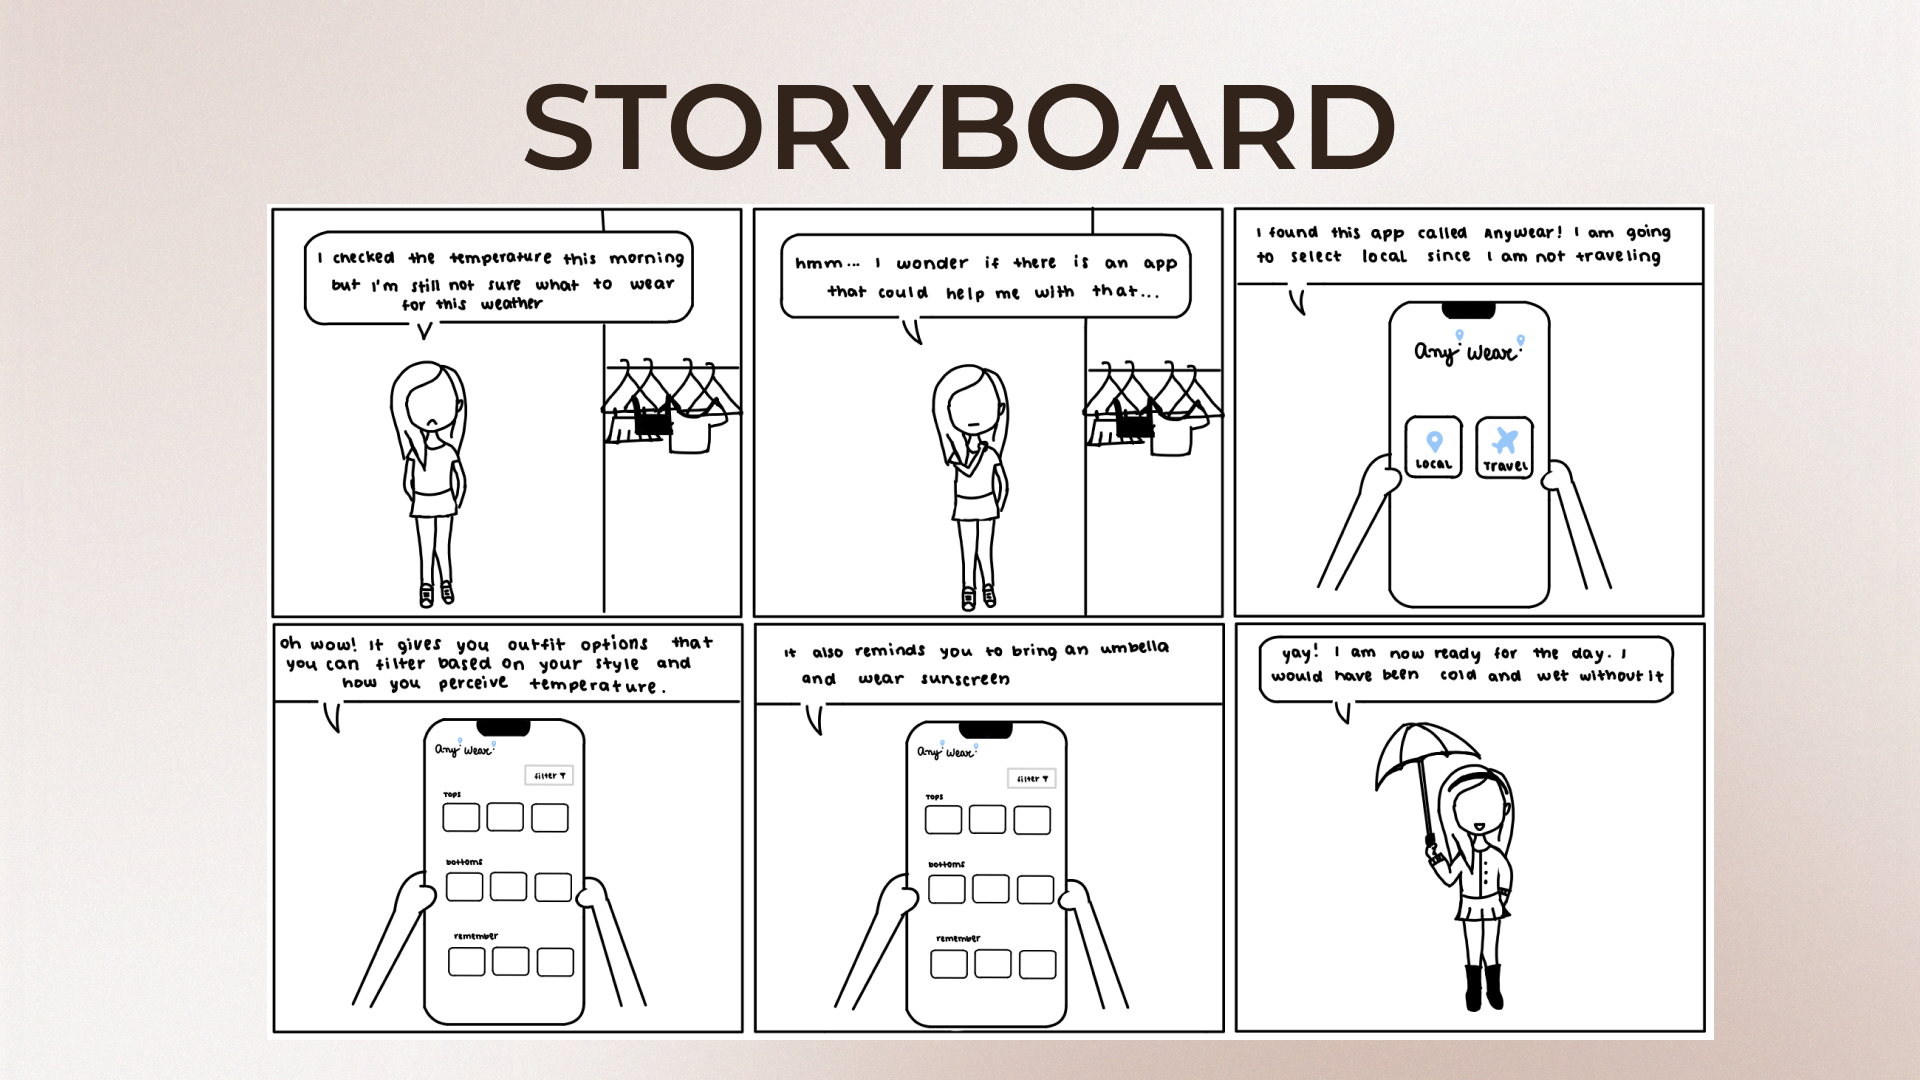 STORYBOARD
I checked the temperature this morning
but I'm still not sure what to wear
for this weather
hmm... I wonder if there is an app
that could help me with that...
I found this app called Anywear! I am going
to select local since I am not traveling
Any Wear
LOCAL
Travel
oh wow! It gives you outfit options that
you can filter based on your style and
how you perceive temperature.
Any Wear
filter
Tops
bottoms
remember
It also reminds you to bring an umbella
and wear sunscreen
Any Wear
filter
Tops
bottoms
remember
yay! I am now ready for the day. I
would have been cold and wet without it